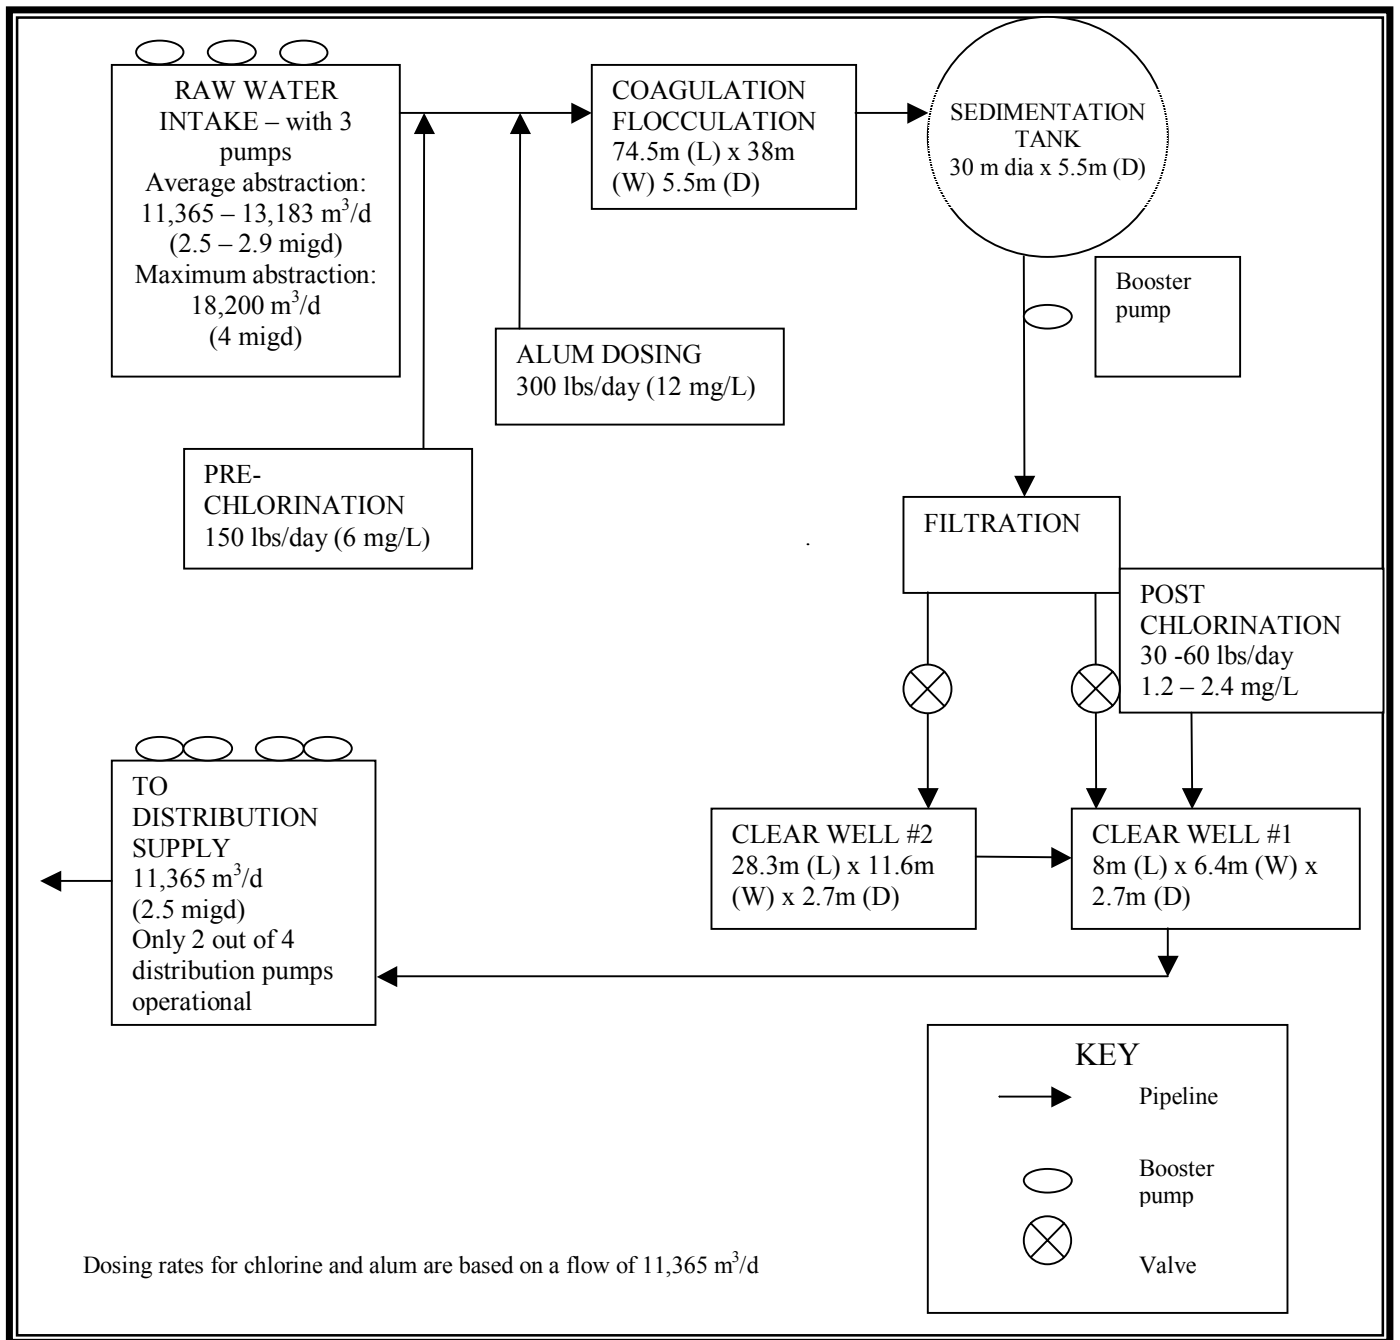 RAW WATER
INTAKE – with 3
pumps
Average abstraction:
11,365 – 13,183 m³/d
(2.5 – 2.9 migd)
Maximum abstraction:
18,200 m³/d
(4 migd)
COAGULATION
FLOCCULATION
74.5m (L) x 38m
(W) 5.5m (D)
SEDIMENTATION
TANK
30 m dia x 5.5m (D)
Booster
pump
ALUM DOSING
300 lbs/day (12 mg/L)
PRE-
CHLORINATION
150 lbs/day (6 mg/L)
FILTRATION
POST
CHLORINATION
30 -60 lbs/day
1.2 – 2.4 mg/L
TO
DISTRIBUTION
SUPPLY
11,365 m³/d
(2.5 migd)
Only 2 out of 4
distribution pumps
operational
CLEAR WELL #2
28.3m (L) x 11.6m
(W) x 2.7m (D)
CLEAR WELL #1
8m (L) x 6.4m (W) x
2.7m (D)
KEY
Pipeline
Booster
pump
Valve
Dosing rates for chlorine and alum are based on a flow of 11,365 m³/d